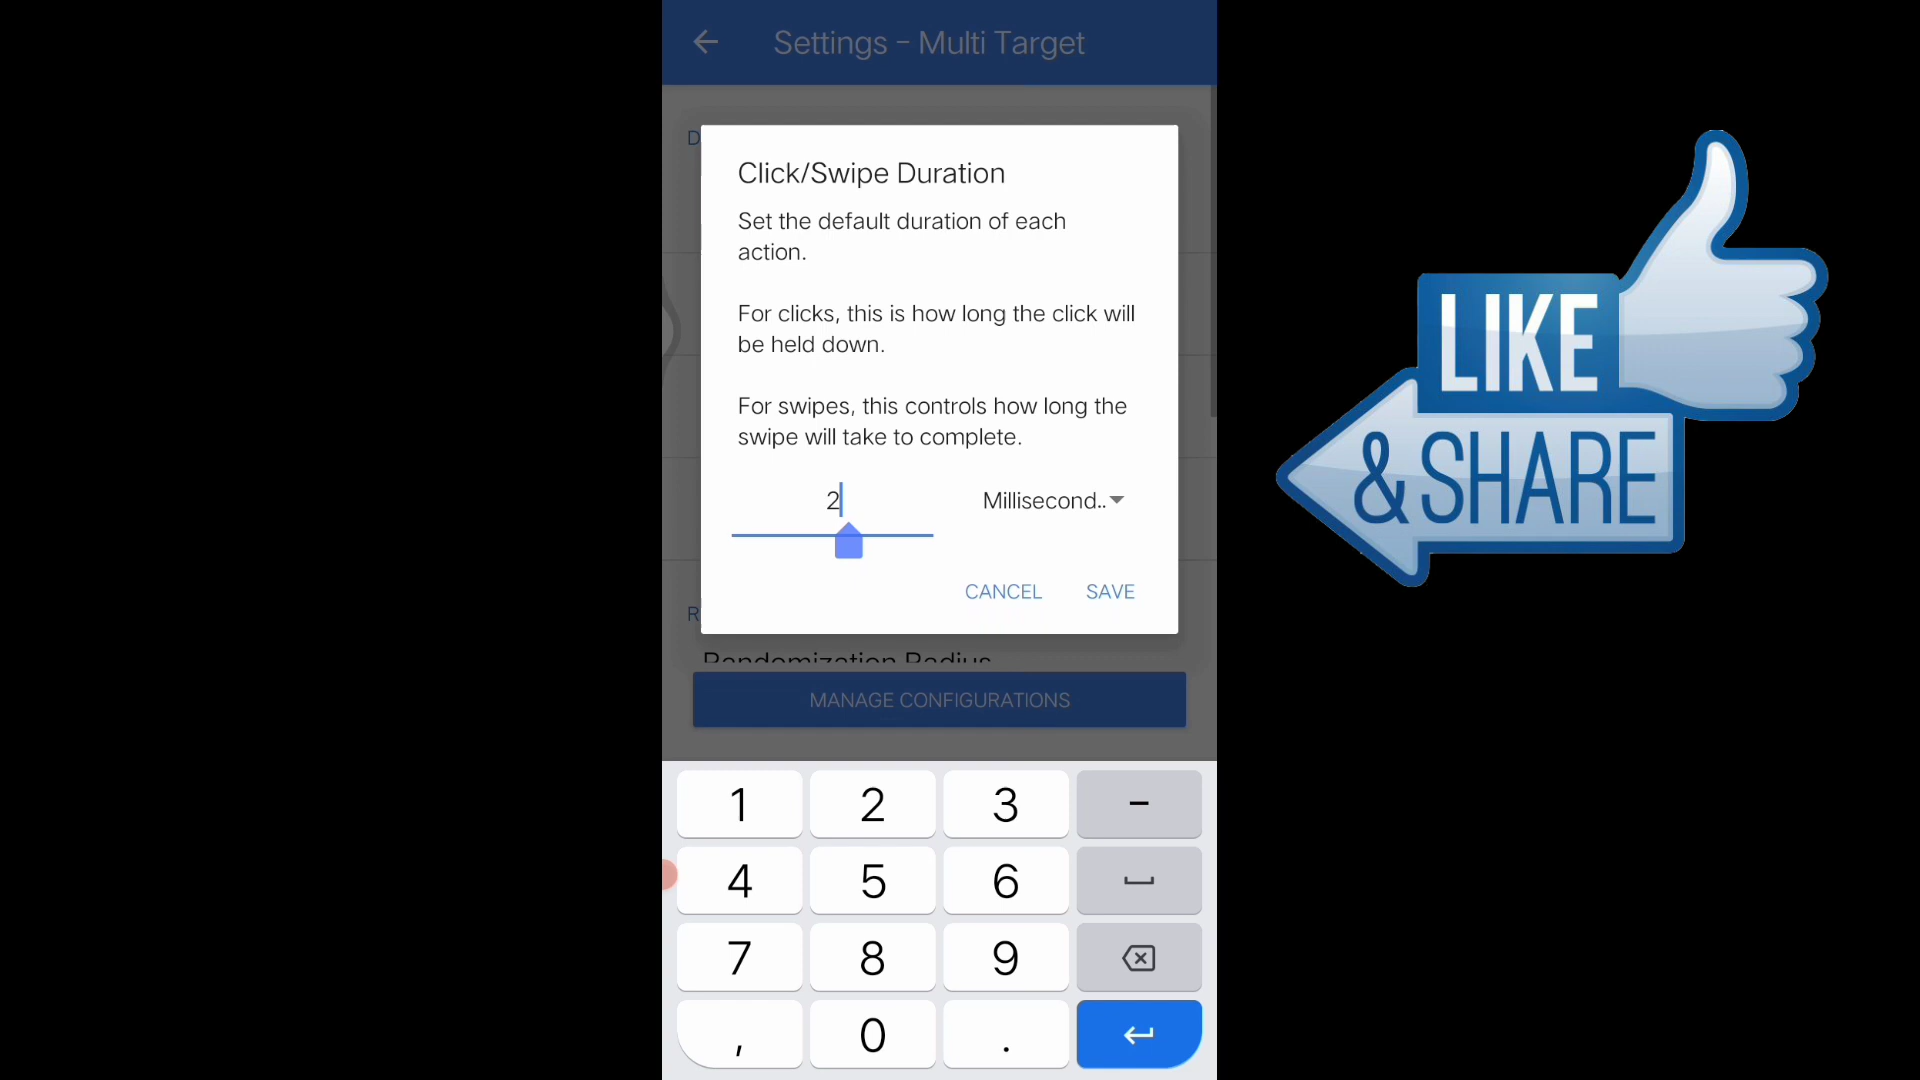 Settings - Multi Target
D
Click/Swipe Duration
Set the default duration of each
action.
For clicks, this is how long the click will
be held down.
For swipes, this controls how long the
swipe will take to complete.
2
Millisecond..
CANCEL
SAVE
R
Randomization Radius
MANAGE CONFIGURATIONS
1 2 3 -
4 5 6
7 8 9
, 0 .
LIKE
& SHARE